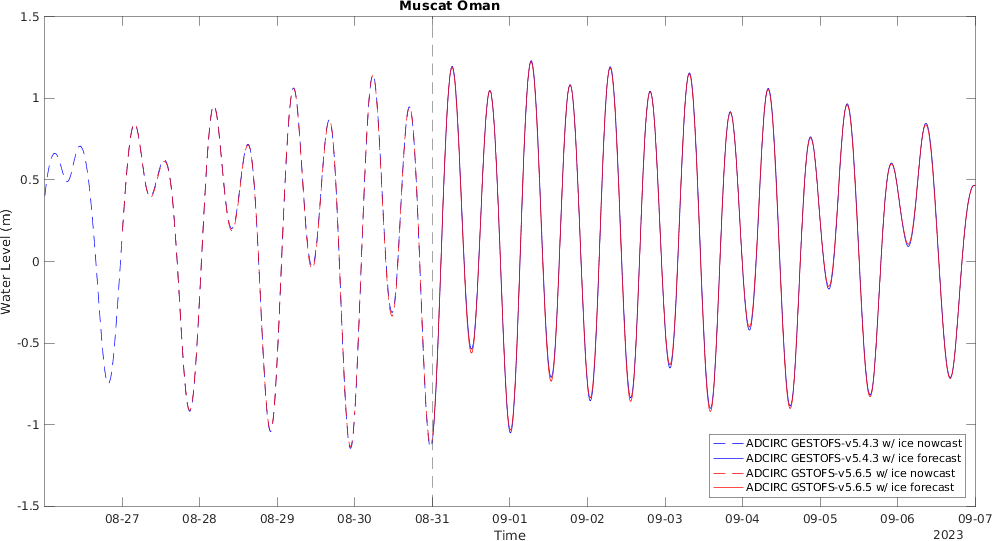 Muscat Oman
1.5
1
0.5
0
-0.5
-1
-1.5
Water Level (m)
08-27 08-28 08-29 08-30 08-31 09-01 09-02 09-03 09-04 09-05 09-06 09-07
Time
2023
ADCIRC GESTOFS-v5.4.3 w/ ice nowcast
ADCIRC GESTOFS-v5.4.3 w/ ice forecast
ADCIRC GSTOFS-v5.6.5 w/ ice nowcast
ADCIRC GSTOFS-v5.6.5 w/ ice forecast